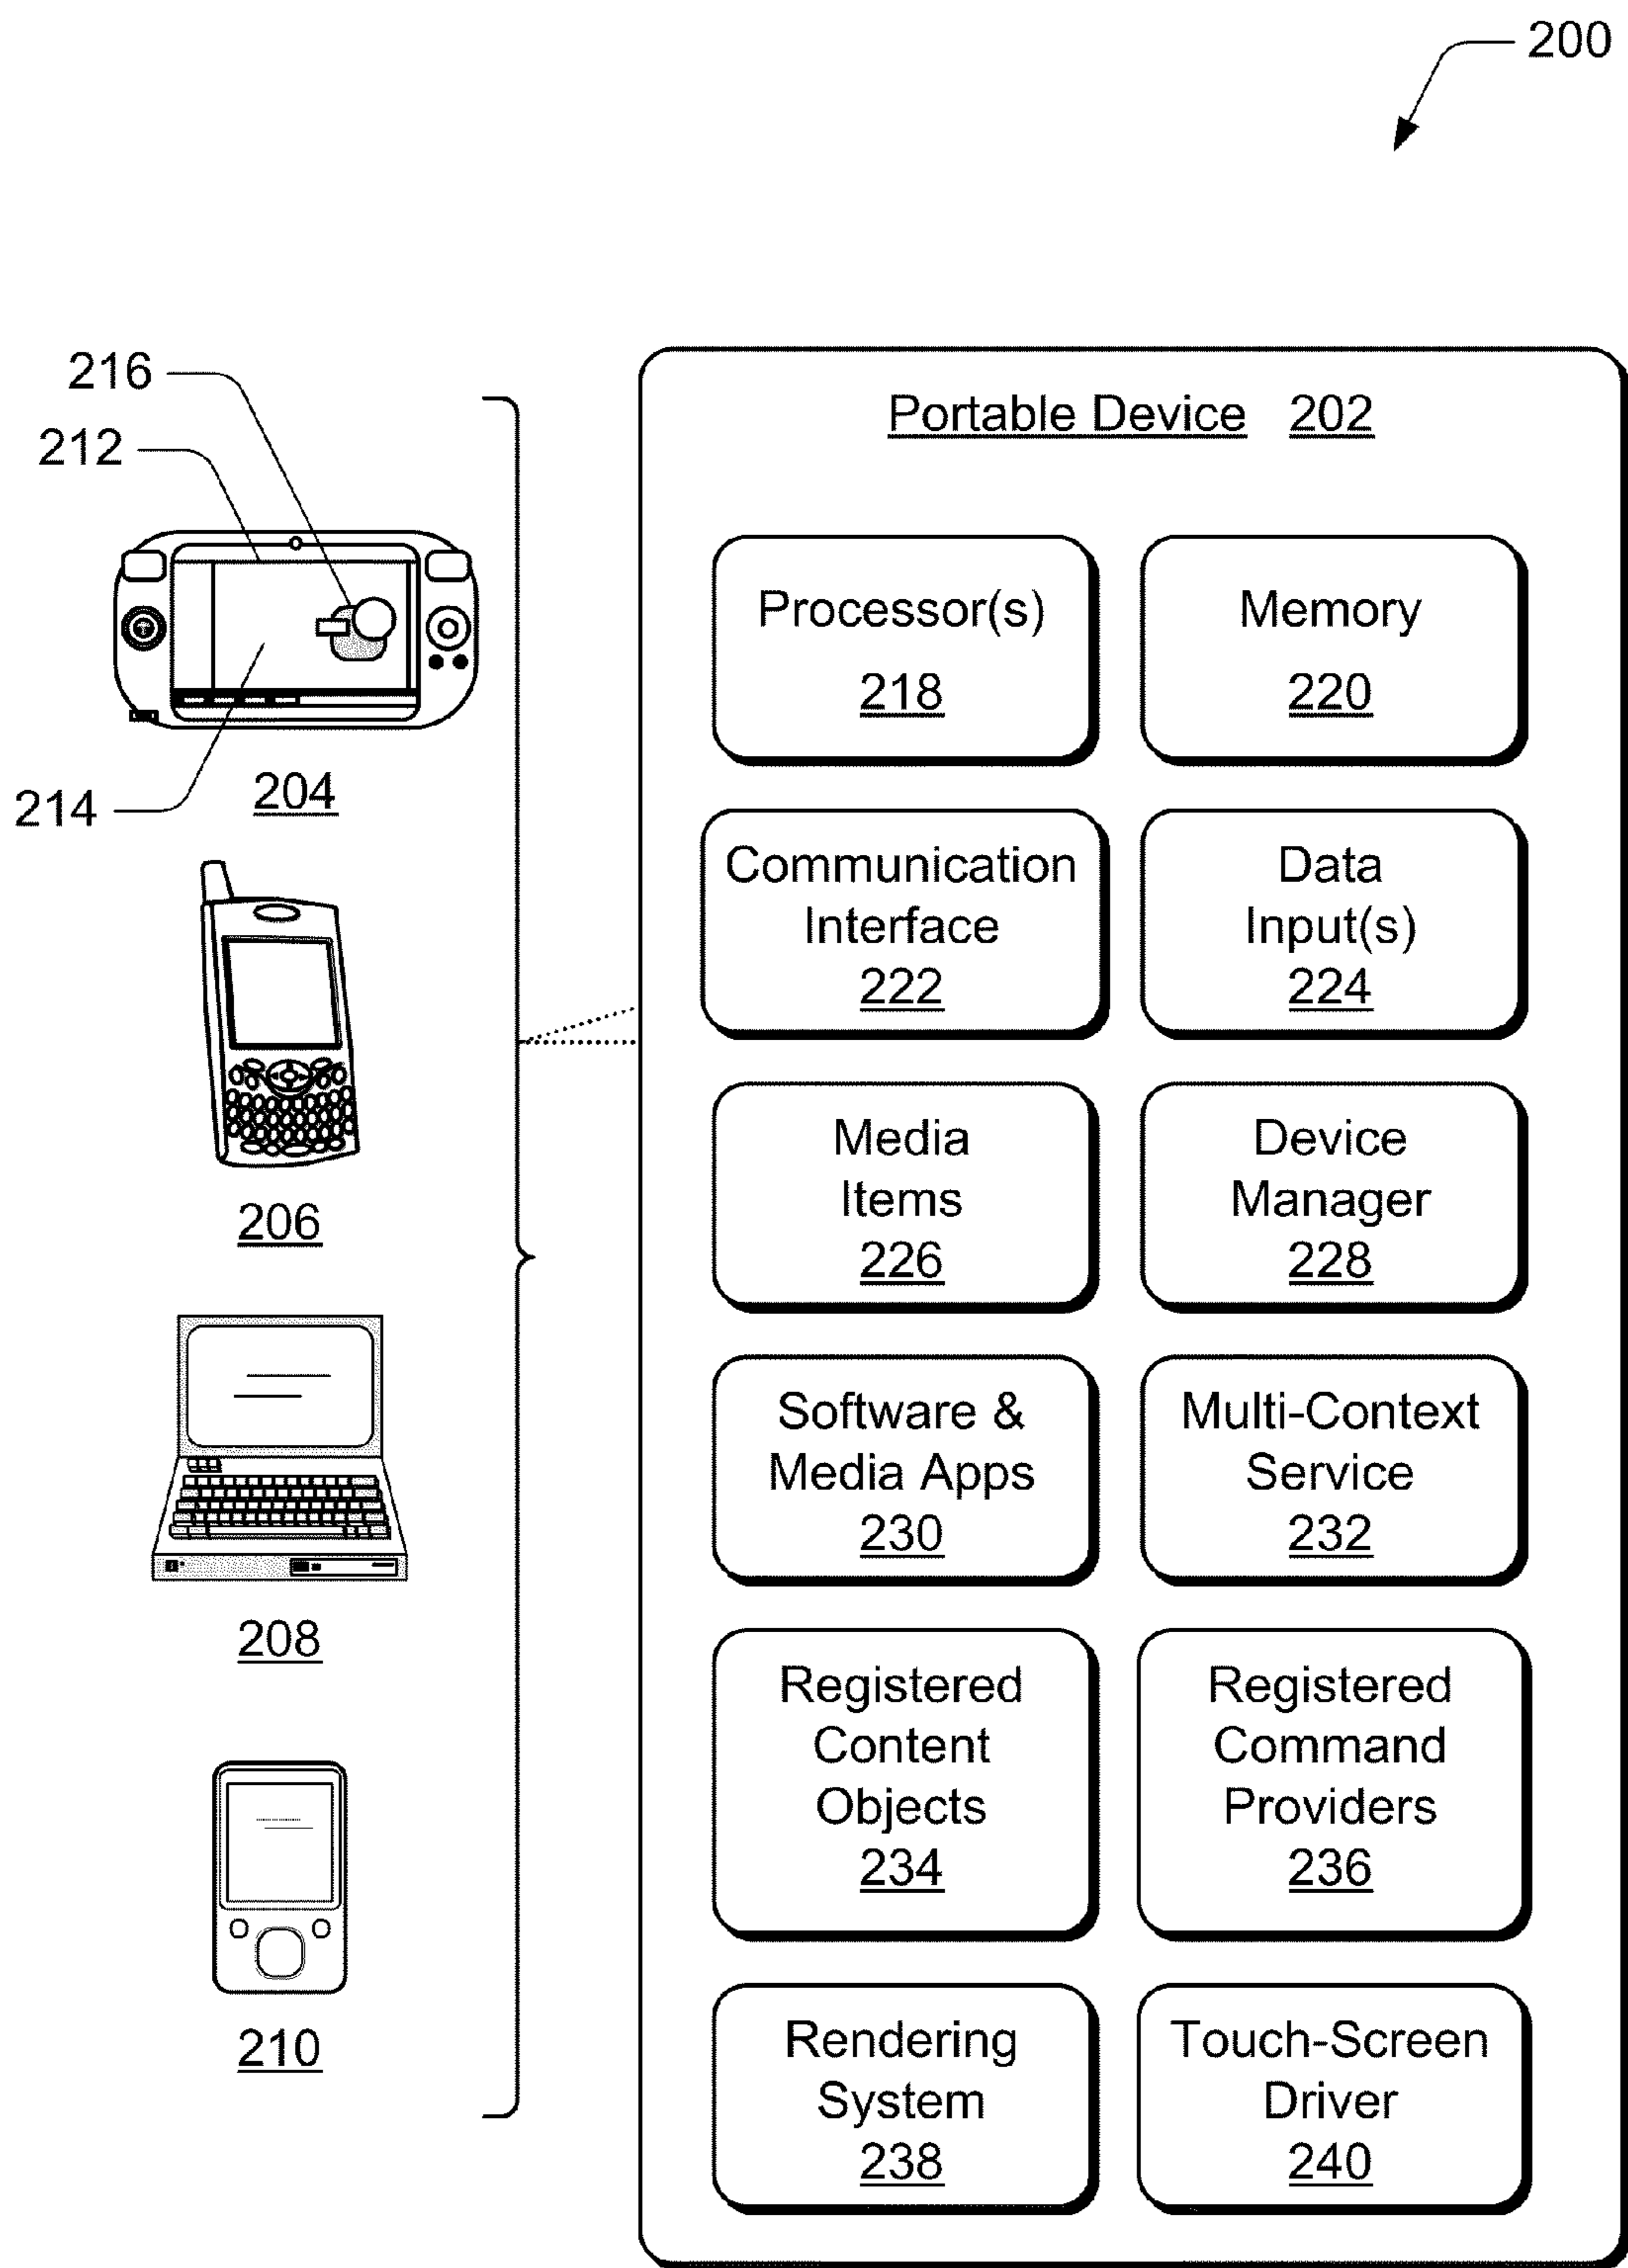 200
216
212
214
204
206
208
210
Portable Device 202
Processor(s)
218
Memory
220
Communication
Interface
222
Data
Input(s)
224
Media
Items
226
Device
Manager
228
Software &
Media Apps
230
Multi-Context
Service
232
Registered
Content
Objects
234
Registered
Command
Providers
236
Rendering
System
238
Touch-Screen
Driver
240